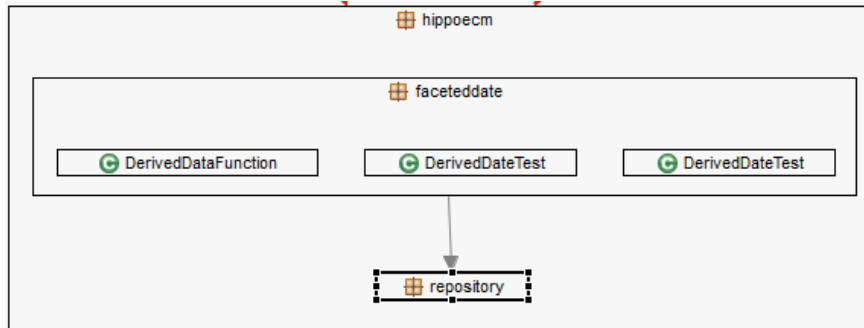 hippoecm
faceteddate
DerivedDataFunction DerivedDateTest DerivedDateTest
repository